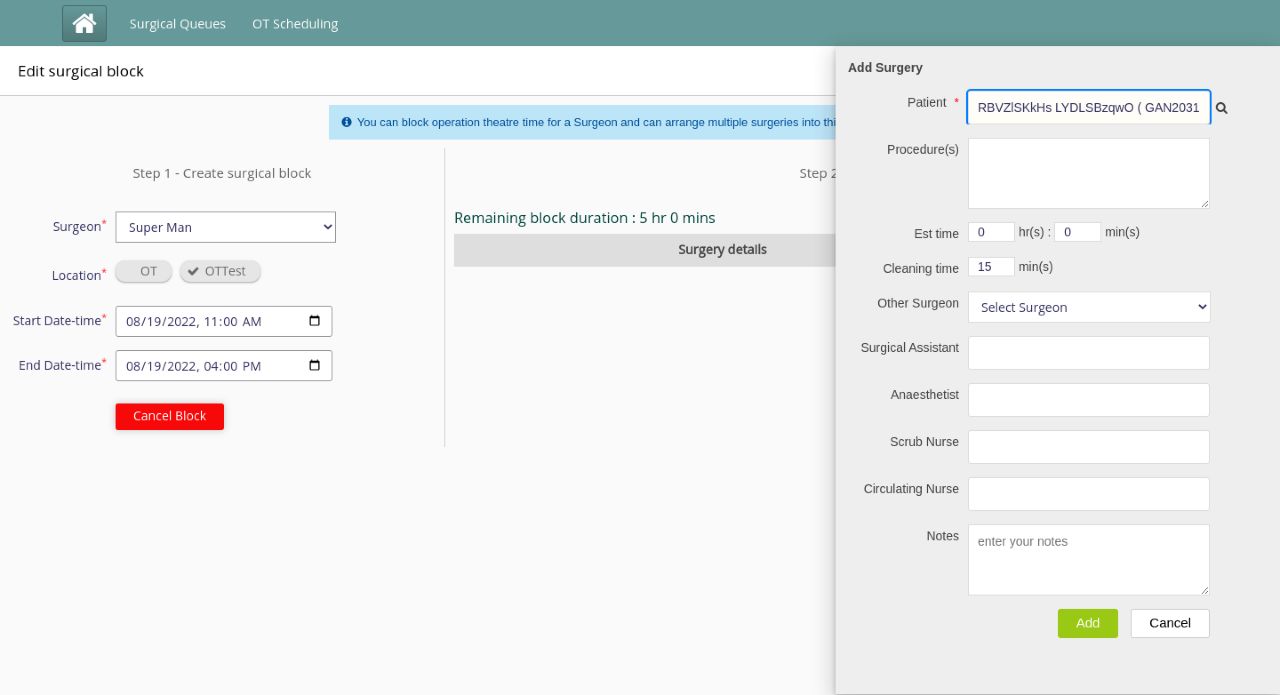 Surgical Queues OT Scheduling
Edit surgical block
You can block operation theatre time for a Surgeon and can arrange multiple surgeries into
Step 1 - Create surgical block
Step
Surgeon* Super Man
Location* OT OTTest
Start Date-time* 08/19/2022, 11:00 AM
End Date-time* 08/19/2022, 04:00 PM
Cancel Block
Remaining block duration : 5 hr 0 mins
Surgery details
Add Surgery
Patient * RBVZlSKkHs LYDLSBzqwO ( GAN2031
Procedure(s)
Est time 0 hr(s) : 0 min(s)
Cleaning time 15 min(s)
Other Surgeon Select Surgeon
Surgical Assistant
Anaesthetist
Scrub Nurse
Circulating Nurse
Notes enter your notes
Add Cancel